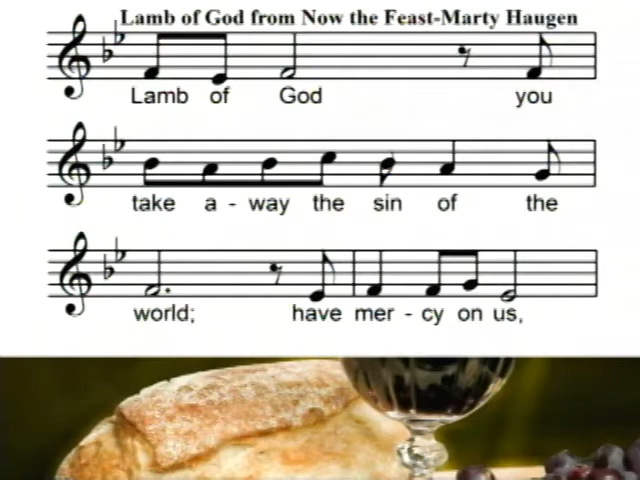 Lamb of God from Now the Feast-Marty Haugen
Lamb of God you
take a - way the sin of the
world; have mer - cy on us,